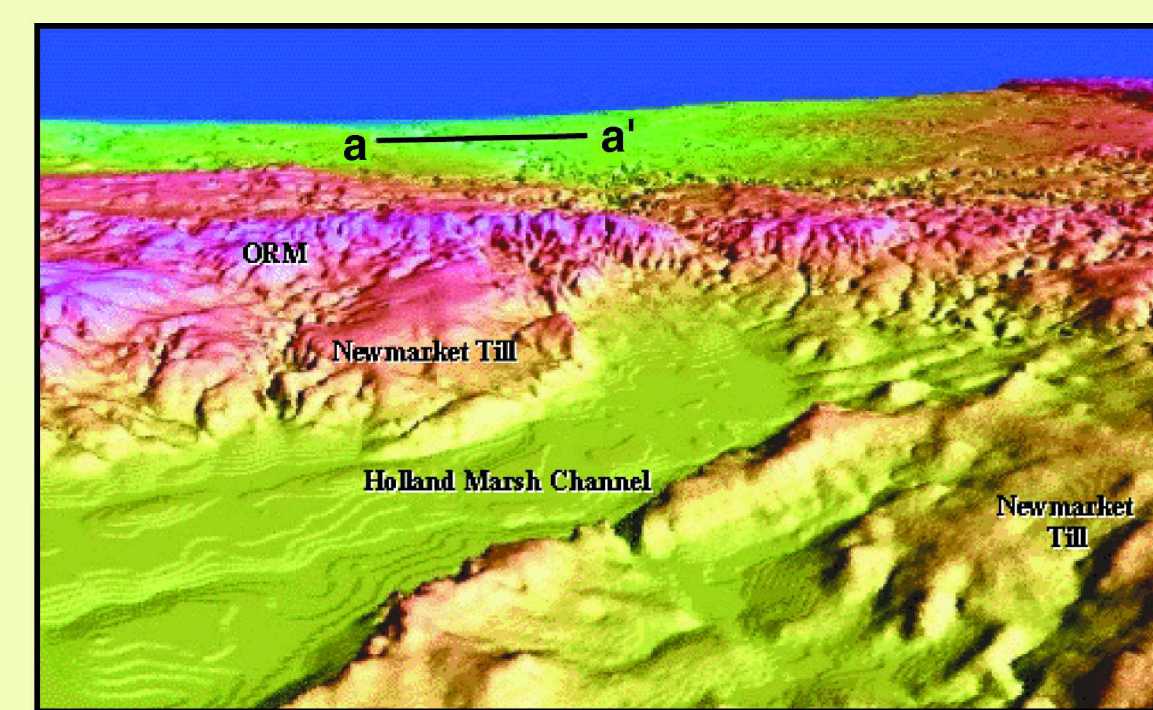 a a'
ORM
Newmarket Till
Holland Marsh Channel
Newmarket
Till